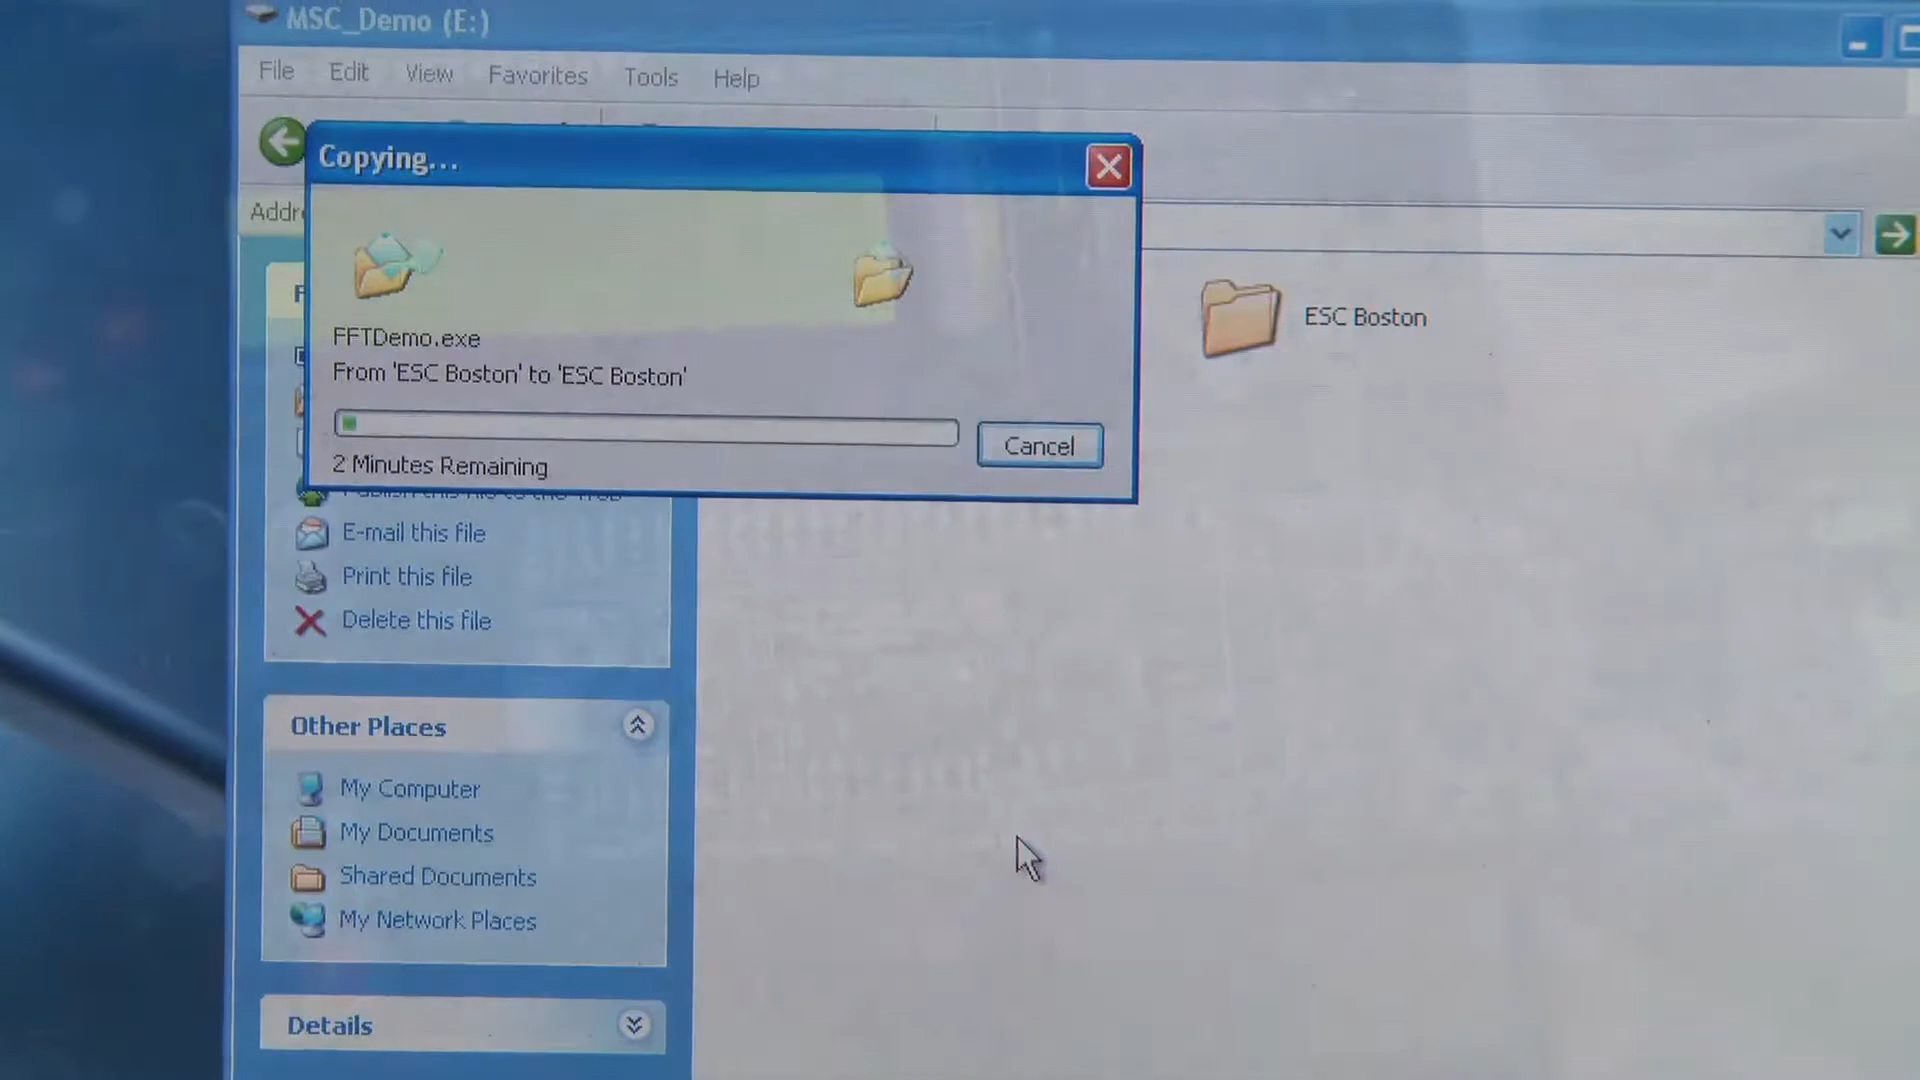 MSC_Demo (E:)
File Edit View Favorites Tools Help
Copying...
Addre
ESC Boston
FFTDemo.exe
From 'ESC Boston' to 'ESC Boston'
Cancel
2 Minutes Remaining
E-mail this file
Print this file
Delete this file
Other Places
My Computer
My Documents
Shared Documents
My Network Places
Details